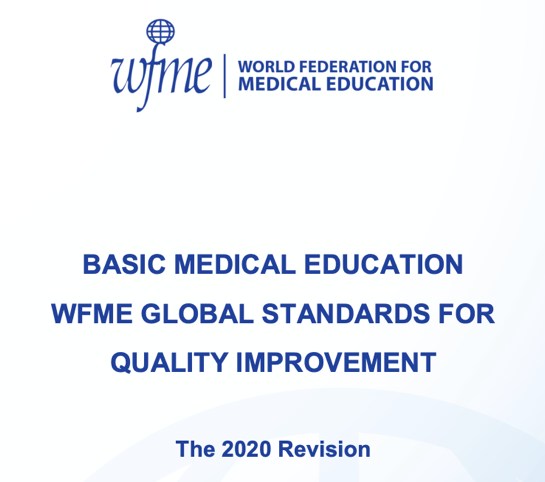 wfme
WORLD FEDERATION FOR
MEDICAL EDUCATION
BASIC MEDICAL EDUCATION
WFME GLOBAL STANDARDS FOR
QUALITY IMPROVEMENT
The 2020 Revision